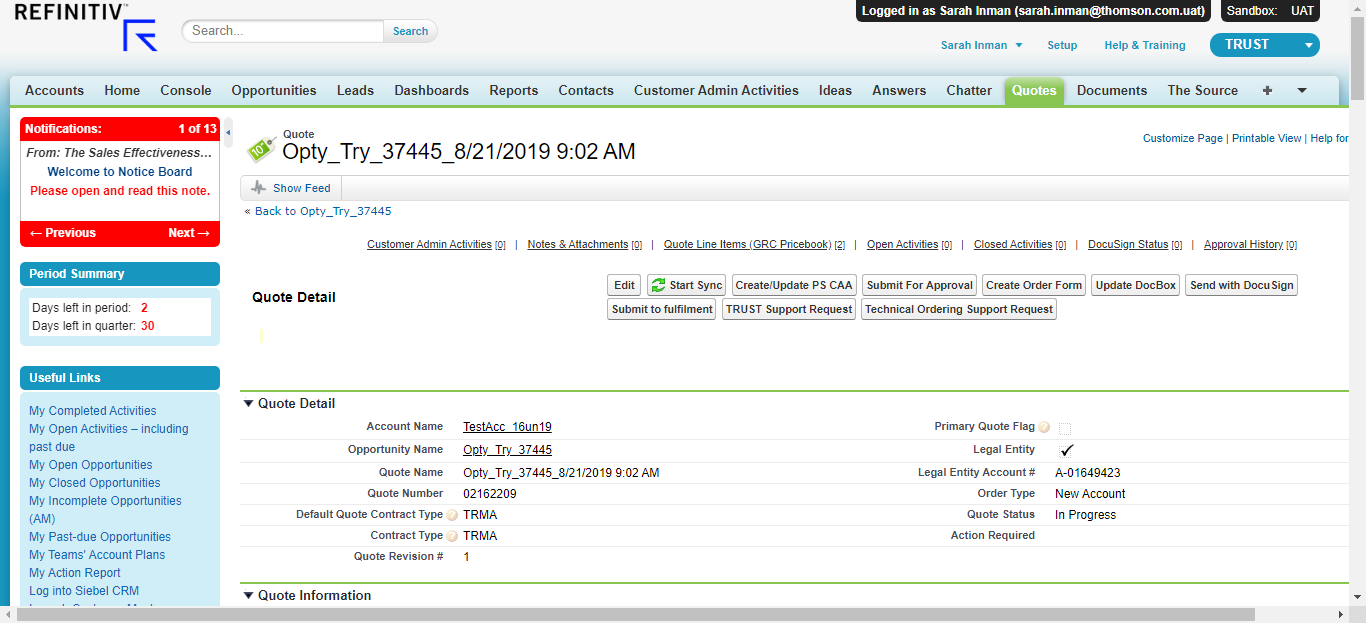 REFINITIV™
Search...
Search
Logged in as Sarah Inman (sarah.inman@thomson.com.uat)
Sandbox: UAT
Sarah Inman
Setup
Help & Training
TRUST
Accounts Home Console Opportunities Leads Dashboards Reports Contacts Customer Admin Activities Ideas Answers Chatter Quotes Documents The Source +
Notifications: 1 of 13
From: The Sales Effectiveness...
Welcome to Notice Board
Please open and read this note.
← Previous Next →
Period Summary
Days left in period: 2
Days left in quarter: 30
Useful Links
My Completed Activities
My Open Activities – including
past due
My Open Opportunities
My Closed Opportunities
My Incomplete Opportunities
(AM)
My Past-due Opportunities
My Teams' Account Plans
My Action Report
Log into Siebel CRM
Quote
Opty_Try_37445_8/21/2019 9:02 AM
Customize Page | Printable View | Help for
Show Feed
« Back to Opty_Try_37445
Customer Admin Activities [0] | Notes & Attachments [0] | Quote Line Items (GRC Pricebook) [2] | Open Activities [0] | Closed Activities [0] | DocuSign Status [0] | Approval History [0]
Quote Detail
Edit Start Sync Create/Update PS CAA Submit For Approval Create Order Form Update DocBox Send with DocuSign
Submit to fulfilment TRUST Support Request Technical Ordering Support Request
Quote Detail
Account Name TestAcc_16un19 Primary Quote Flag ?
Opportunity Name Opty_Try_37445 Legal Entity ✓
Quote Name Opty_Try_37445_8/21/2019 9:02 AM Legal Entity Account # A-01649423
Quote Number 02162209 Order Type New Account
Default Quote Contract Type ? TRMA Quote Status In Progress
Contract Type ? TRMA Action Required
Quote Revision # 1
Quote Information